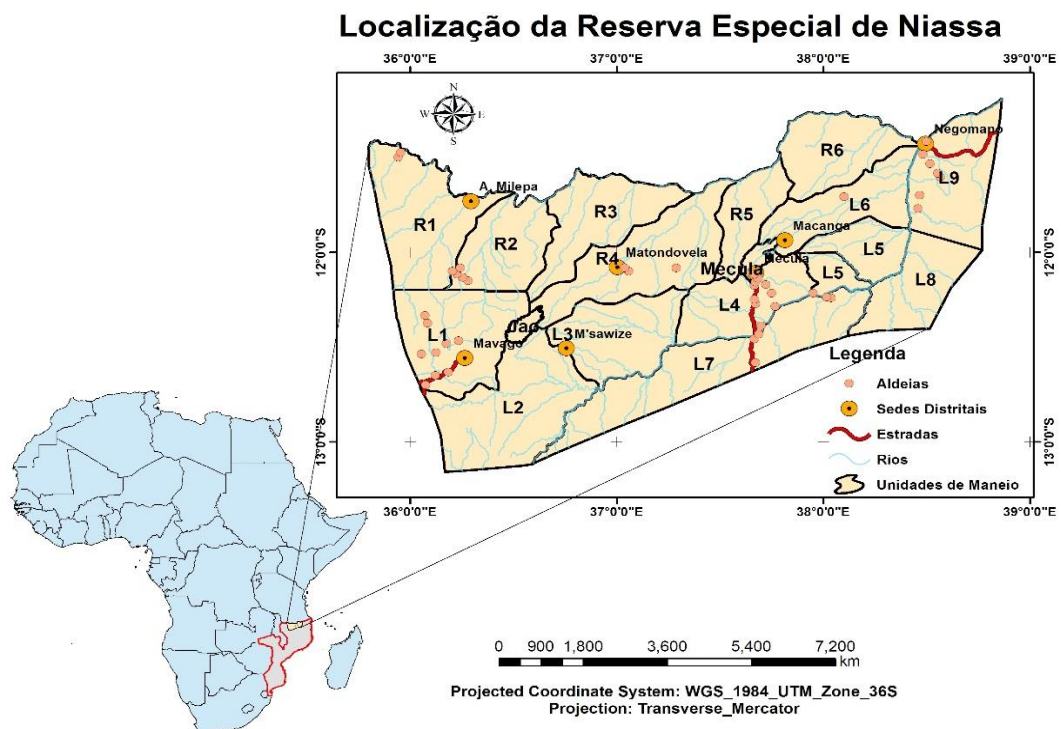 Localização da Reserva Especial de Niassa
36°0'0"E 37°0'0"E 38°0'0"E 39°0'0"E
N
W E
S
Negomano
R6
L9
A. Milepa
R3
R5
L6
R1
R2
Macanga
12°0'0"S
R4
Matondovela
L5
12°0'0"S
Mecula
Mecula
L5
L8
L4
L1
Jao
L3
M'sawize
Mavago
L7
Legenda
Aldeias
L2
Sedes Distritais
Estradas
13°0'0"S
13°0'0"S
Rios
Unidades de Maneio
36°0'0"E 37°0'0"E 38°0'0"E 39°0'0"E
0 900 1,800 3,600 5,400 7,200
km
Projected Coordinate System: WGS_1984_UTM_Zone_36S
Projection: Transverse_Mercator